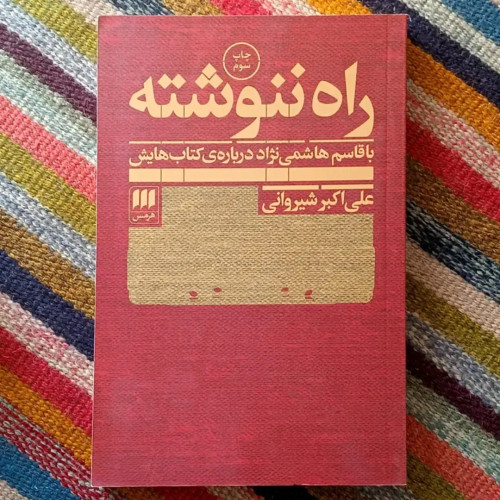 چاپ
سوم
راه ننوشته
با قاسم هاشمی‌نژاد درباره‌ی کتاب‌هایش
علی‌اکبر شیروانی
هرمس